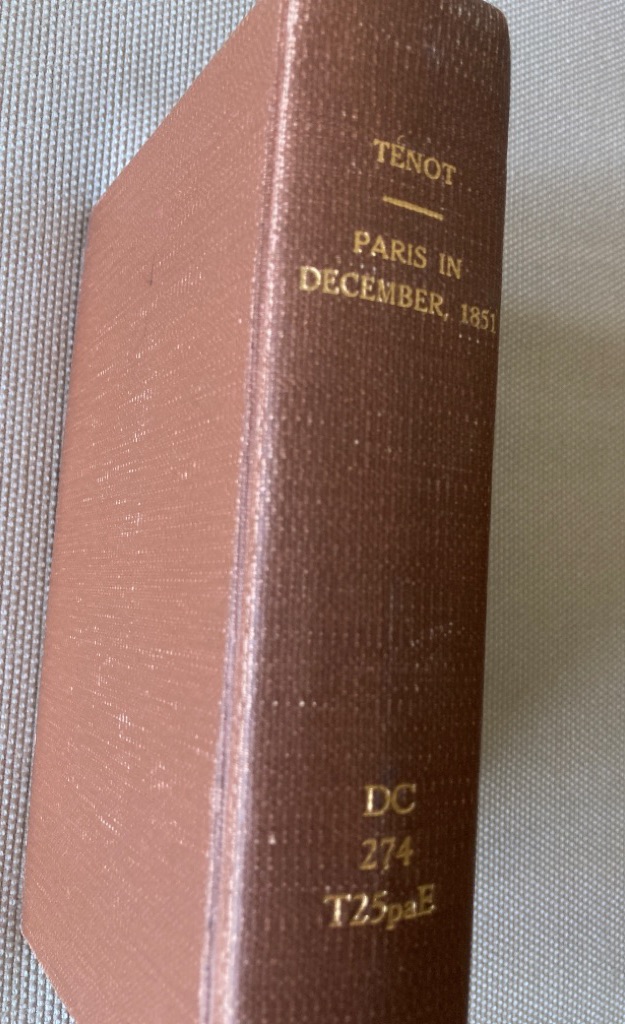 TÉNOT
PARIS IN
DECEMBER, 1851
DC
274
T25paE